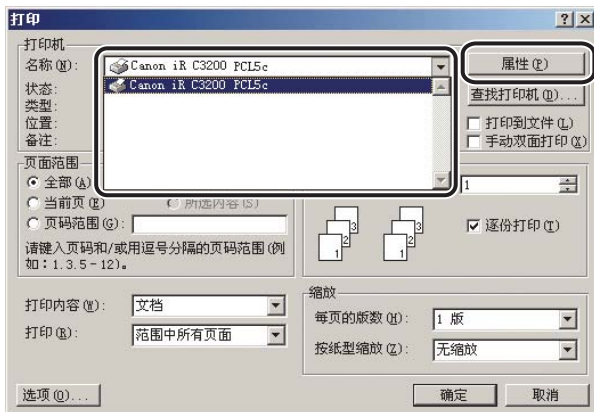 打印
打印机
名称(N):
Canon iR C3200 PCL5c
属性(P)
Canon iR C3200 PCL5c
状态:
查找打印机(D)...
类型:
位置:
打印到文件(L)
备注:
手动双面打印(X)
页面范围
全部(A)
1
当前页(E)
所选内容(S)
页码范围(G):
逐份打印(T)
请键入页码和/或用逗号分隔的页码范围(例
如:1.3.5-12)。
1 2 3
1 2 3
打印内容(W):
文档
缩放
每页的版数(H):
1 版
打印(R):
范围中所有页面
按纸型缩放(Z):
无缩放
选项(O)...
确定
取消